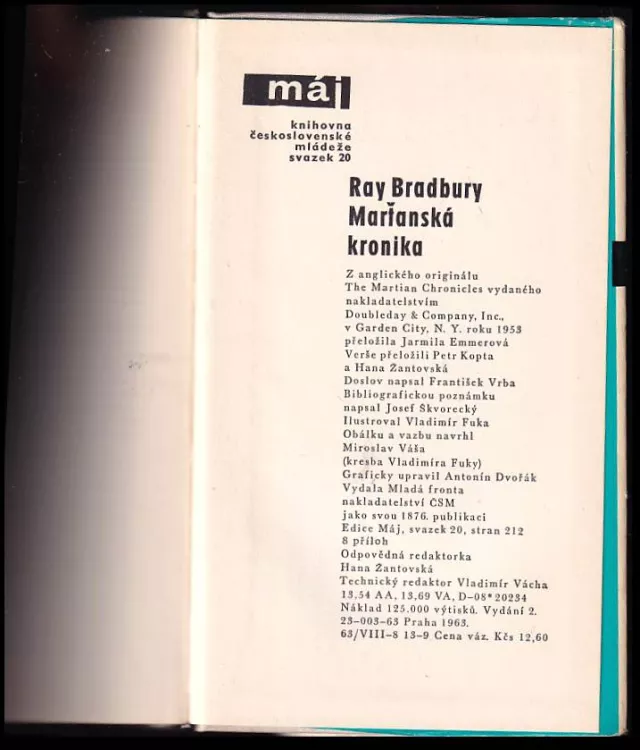 máj
knihovna
československé
mládeže
svazek 20
Ray Bradbury
Marťanská
kronika
Z anglického originálu
The Martian Chronicles vydaného
nakladatelstvím
Doubleday & Company, Inc.,
v Garden City, N. Y. roku 1953
přeložila Jarmila Emmerová
Verše přeložili Petr Kopta
a Hana Žantovská
Doslov napsal František Vrba
Bibliografickou poznámku
napsal Josef Škvorecký
Ilustroval Vladimír Fuka
Obálku a vazbu navrhl
Miroslav Váša
(kresba Vladimíra Fuky)
Graficky upravil Antonín Dvořák
Vydala Mladá fronta
nakladatelství ČSM
jako svou 1876. publikaci
Edice Máj, svazek 20, stran 212
8 příloh
Odpovědná redaktorka
Hana Žantovská
Technický redaktor Vladimír Vácha
13,54 AA, 13,69 VA, D-08*20234
Náklad 125.000 výtisků. Vydání 2.
23-003-63 Praha 1963.
63/VIII-8 13-9 Cena váz. Kčs 12,60